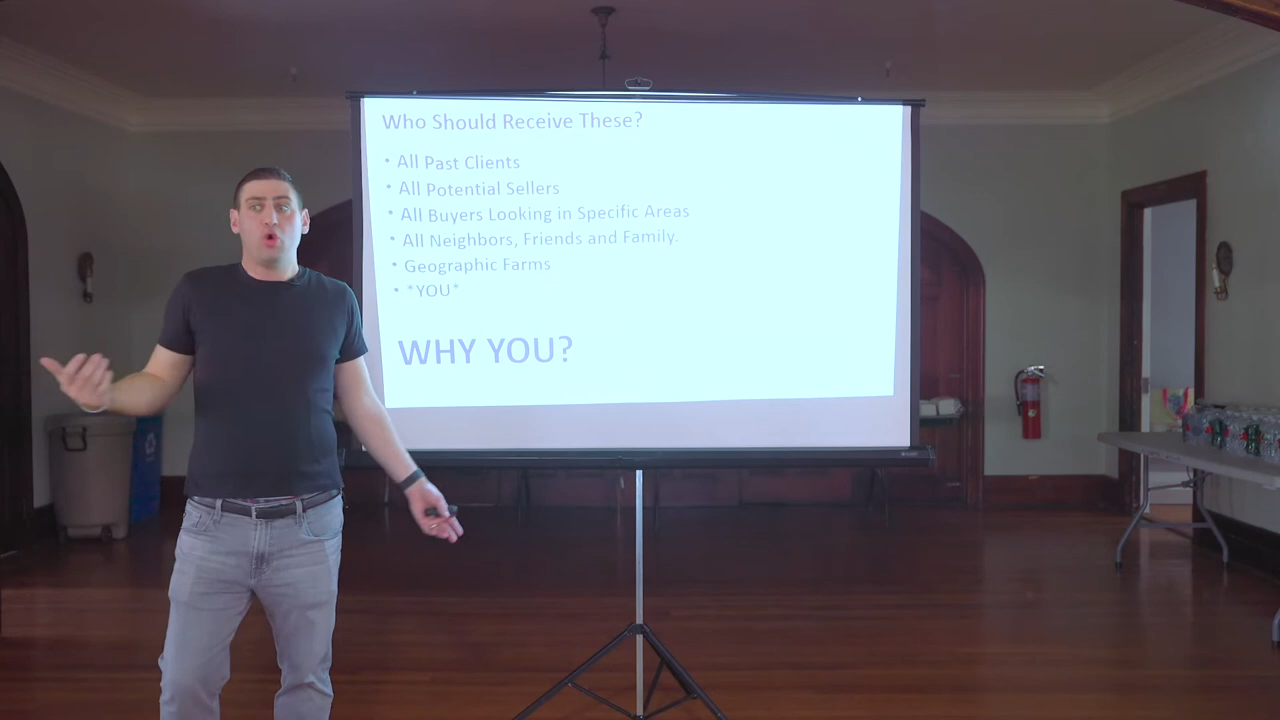 Who Should Receive These?
• All Past Clients
• All Potential Sellers
• All Buyers Looking in Specific Areas
• All Neighbors, Friends and Family.
• Geographic Farms
• *YOU*
WHY YOU?